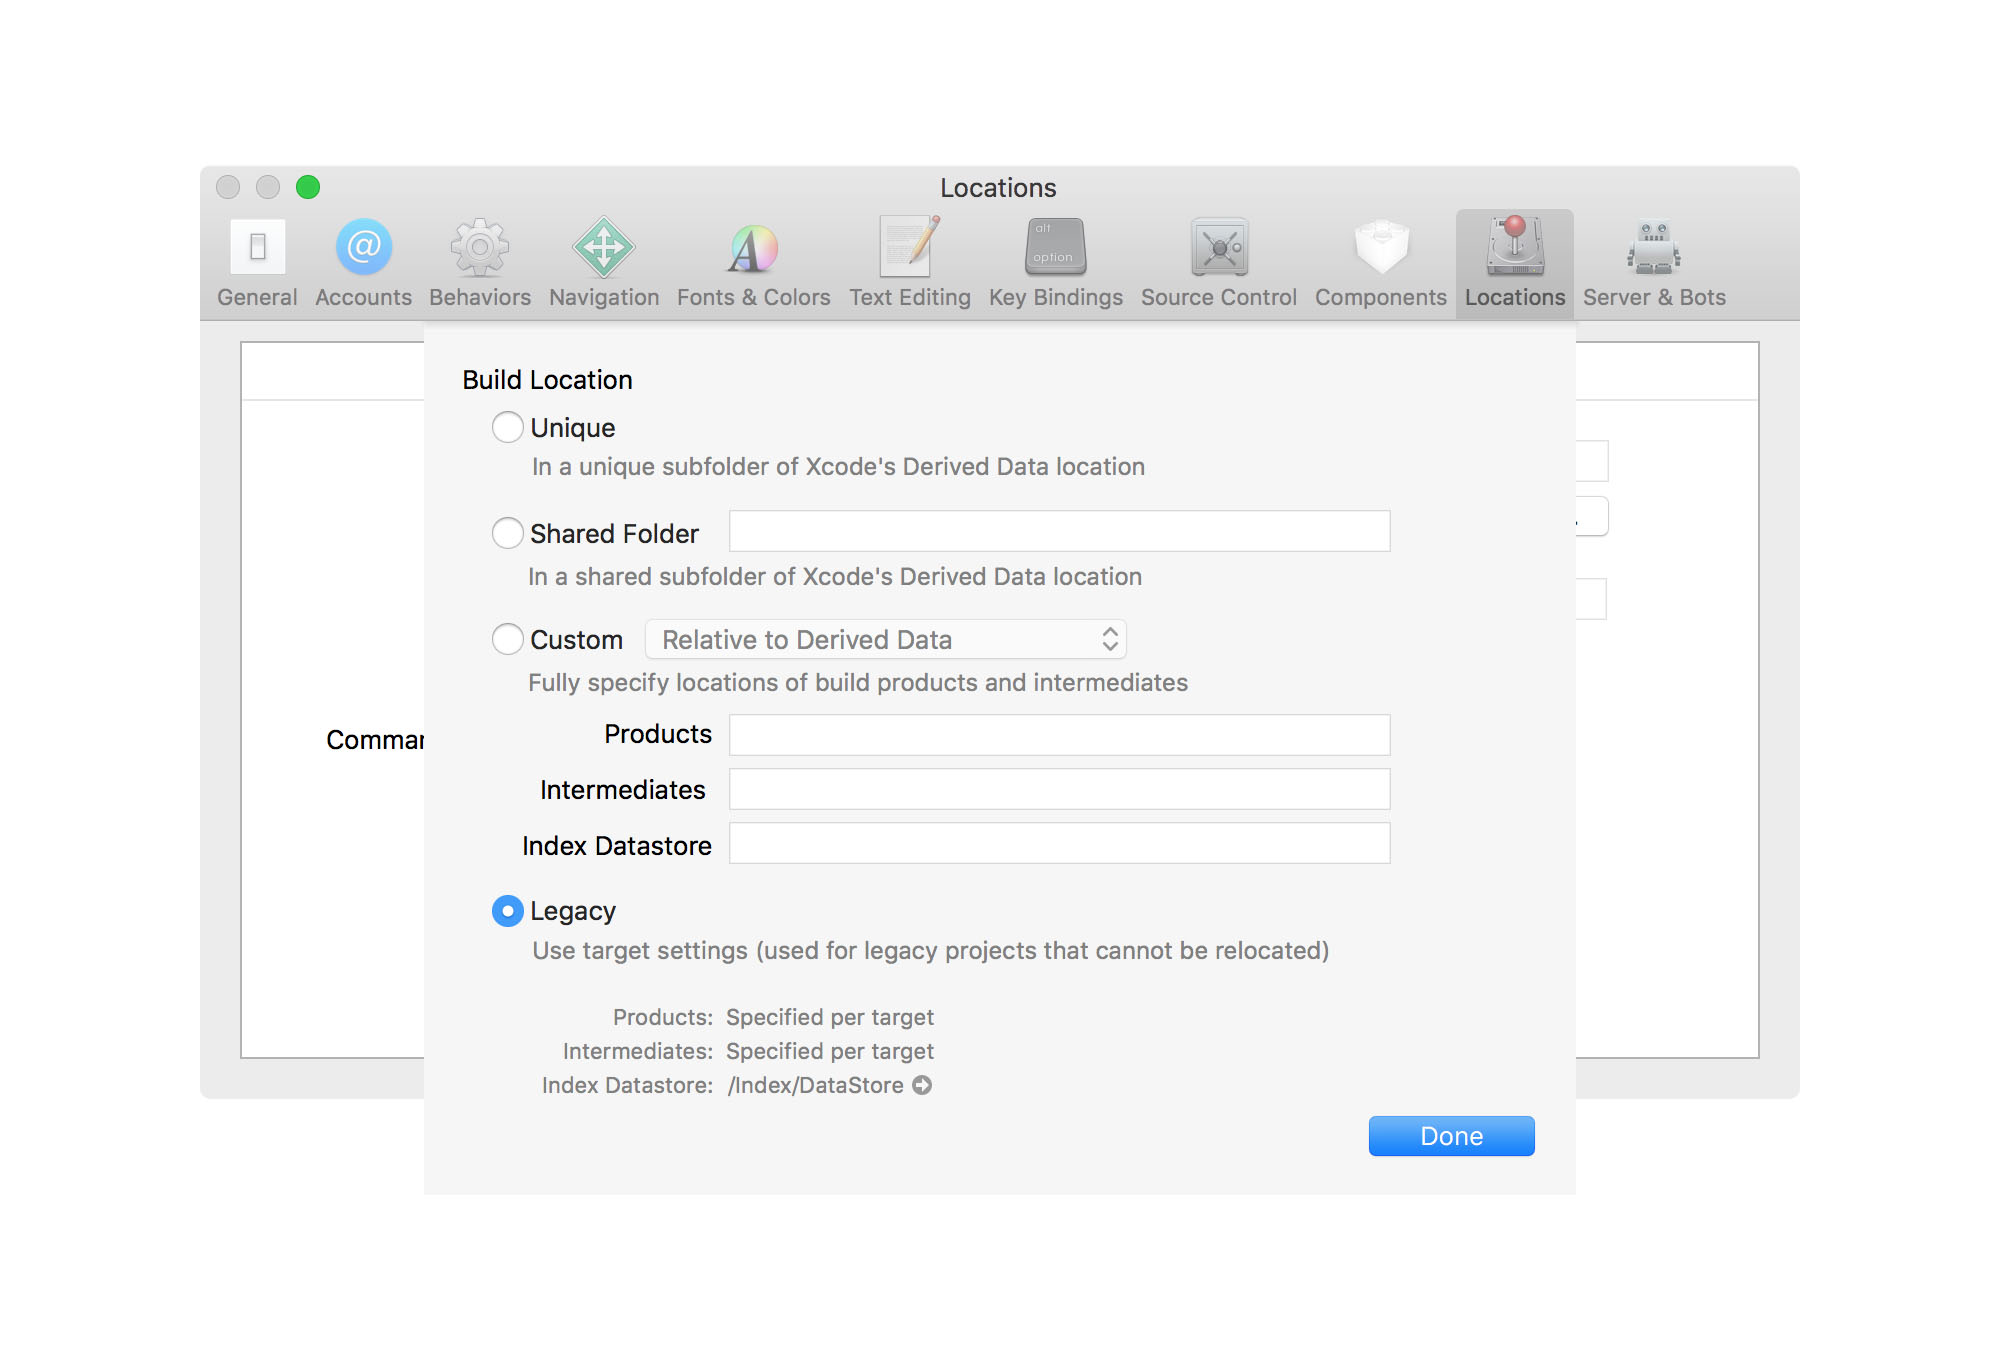 Locations
alt
option
General Accounts Behaviors Navigation Fonts & Colors Text Editing Key Bindings Source Control Components Locations Server & Bots
Build Location
Unique
In a unique subfolder of Xcode's Derived Data location
Shared Folder
In a shared subfolder of Xcode's Derived Data location
Custom Relative to Derived Data
Fully specify locations of build products and intermediates
Products
Comman
Intermediates
Index Datastore
Legacy
Use target settings (used for legacy projects that cannot be relocated)
Products: Specified per target
Intermediates: Specified per target
Index Datastore: /Index/DataStore
Done